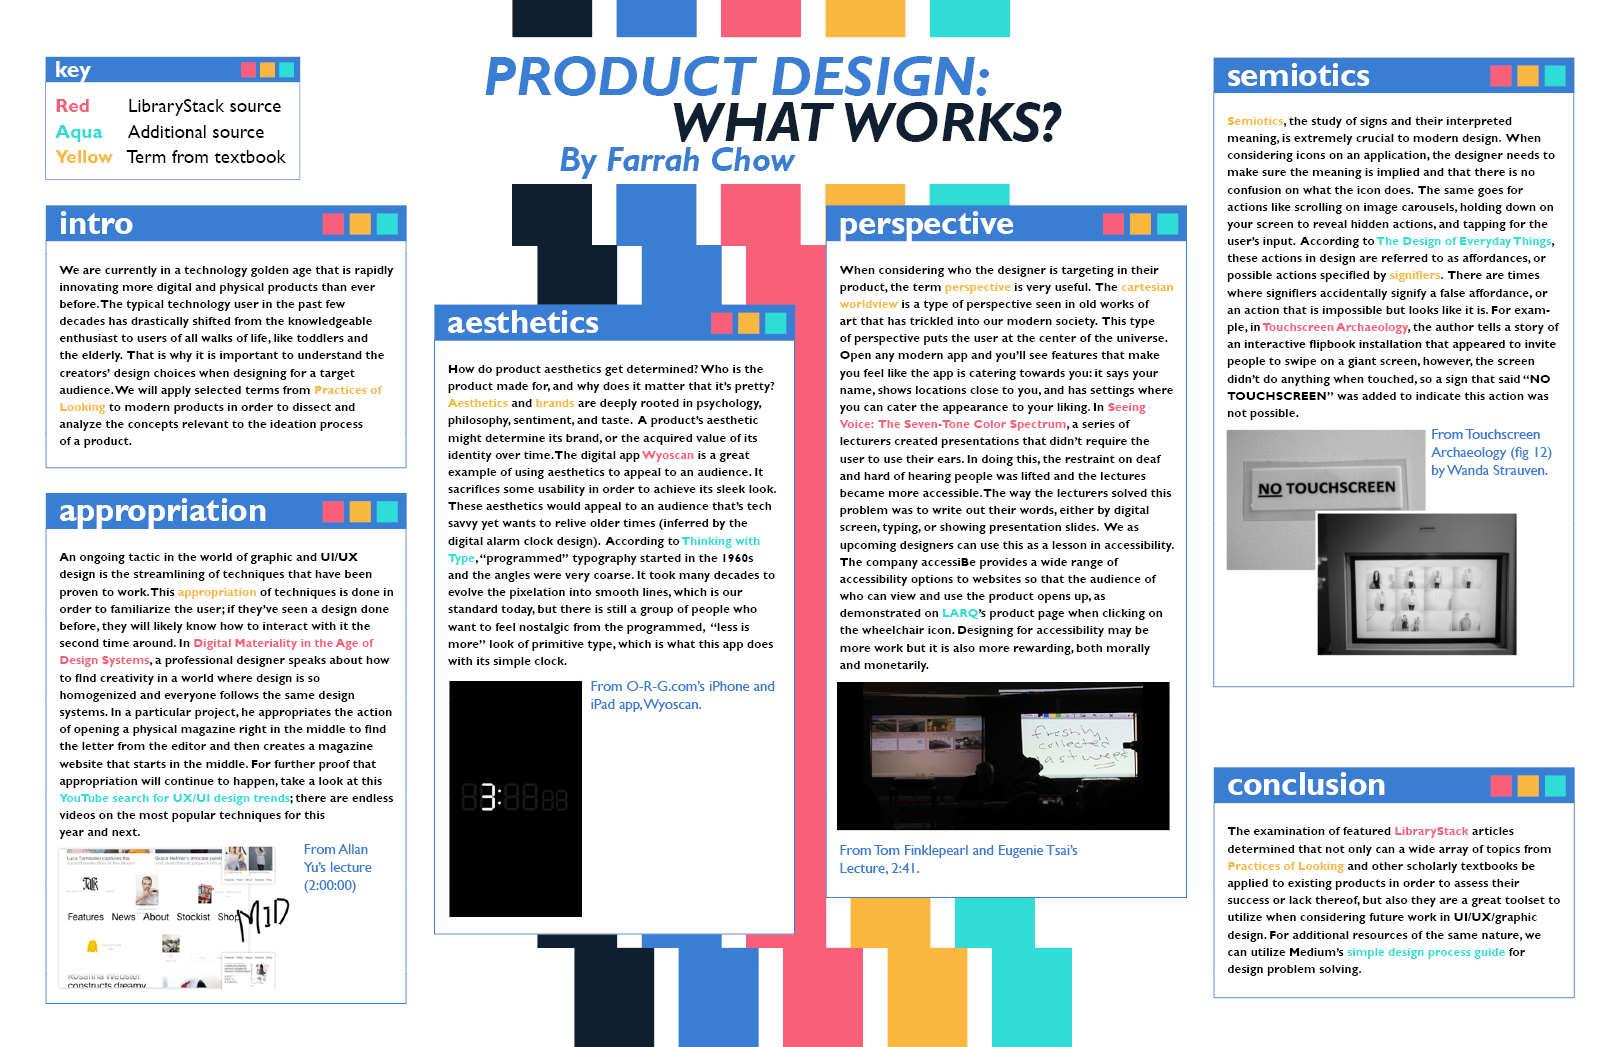 PRODUCT DESIGN:
WHAT WORKS?
By Farrah Chow
key
Red LibraryStack source
Aqua Additional source
Yellow Term from textbook
intro
We are currently in a technology golden age that is rapidly
innovating more digital and physical products than ever
before. The typical technology user in the past few
decades has drastically shifted from the knowledgeable
enthusiast to users of all walks of life, like toddlers and
the elderly. That is why it is important to understand the
creators' design choices when designing for a target
audience. We will apply selected terms from Practices of
Looking to modern products in order to dissect and
analyze the concepts relevant to the ideation process
of a product.
appropriation
An ongoing tactic in the world of graphic and UI/UX
design is the streamlining of techniques that have been
proven to work. This appropriation of techniques is done in
order to familiarize the user; if they've seen a design done
before, they will likely know how to interact with it the
second time around. In Digital Materiality in the Age of
Design Systems, a professional designer speaks about how
to find creativity in a world where design is so
homogenized and everyone follows the same design
systems. In a particular project, he appropriates the action
of opening a physical magazine right in the middle to find
the letter from the editor and then creates a magazine
website that starts in the middle. For further proof that
appropriation will continue to happen, take a look at this
YouTube search for UX/UI design trends; there are endless
videos on the most popular techniques for this
year and next.
From Allan
Yu's lecture
(2:00:00)
Luca Tombolini captures the
Grace Helmer's intricate
Talk
Features News About Stockist Shop
MID
Rosanna Webster
constructs dreamy
aesthetics
How do product aesthetics get determined? Who is the
product made for, and why does it matter that it's pretty?
Aesthetics and brands are deeply rooted in psychology,
philosophy, sentiment, and taste. A product's aesthetic
might determine its brand, or the acquired value of its
identity over time. The digital app Wyoscan is a great
example of using aesthetics to appeal to an audience. It
sacrifices some usability in order to achieve its sleek look.
These aesthetics would appeal to an audience that's tech
savvy yet wants to relive older times (inferred by the
digital alarm clock design). According to Thinking with
Type, "programmed" typography started in the 1960s
and the angles were very coarse. It took many decades to
evolve the pixelation into smooth lines, which is our
standard today, but there is still a group of people who
want to feel nostalgic from the programmed, "less is
more" look of primitive type, which is what this app does
with its simple clock.
3:
From O-R-G.com's iPhone and
iPad app, Wyoscan.
perspective
When considering who the designer is targeting in their
product, the term perspective is very useful. The cartesian
worldview is a type of perspective seen in old works of
art that has trickled into our modern society. This type
of perspective puts the user at the center of the universe.
Open any modern app and you'll see features that make
you feel like the app is catering towards you: it says your
name, shows locations close to you, and has settings where
you can cater the appearance to your liking. In Seeing
Voice: The Seven-Tone Color Spectrum, a series of
lecturers created presentations that didn't require the
user to use their ears. In doing this, the restraint on deaf
and hard of hearing people was lifted and the lectures
became more accessible. The way the lecturers solved this
problem was to write out their words, either by digital
screen, typing, or showing presentation slides. We as
upcoming designers can use this as a lesson in accessibility.
The company accessiBe provides a wide range of
accessibility options to websites so that the audience of
who can view and use the product opens up, as
demonstrated on LARQ's product page when clicking on
the wheelchair icon. Designing for accessibility may be
more work but it is also more rewarding, both morally
and monetarily.
freshly
collected
last week
From Tom Finklepearl and Eugenie Tsai's
Lecture, 2:41.
semiotics
Semiotics, the study of signs and their interpreted
meaning, is extremely crucial to modern design. When
considering icons on an application, the designer needs to
make sure the meaning is implied and that there is no
confusion on what the icon does. The same goes for
actions like scrolling on image carousels, holding down on
your screen to reveal hidden actions, and tapping for the
user's input. According to The Design of Everyday Things,
these actions in design are referred to as affordances, or
possible actions specified by signifiers. There are times
where signifiers accidentally signify a false affordance, or
an action that is impossible but looks like it is. For exam-
ple, in Touchscreen Archaeology, the author tells a story of
an interactive flipbook installation that appeared to invite
people to swipe on a giant screen, however, the screen
didn't do anything when touched, so a sign that said "NO
TOUCHSCREEN" was added to indicate this action was
not possible.
NO TOUCHSCREEN
From Touchscreen
Archaeology (fig 12)
by Wanda Strauven.
conclusion
The examination of featured LibraryStack articles
determined that not only can a wide array of topics from
Practices of Looking and other scholarly textbooks be
applied to existing products in order to assess their
success or lack thereof, but also they are a great toolset to
utilize when considering future work in UI/UX/graphic
design. For additional resources of the same nature, we
can utilize Medium's simple design process guide for
design problem solving.